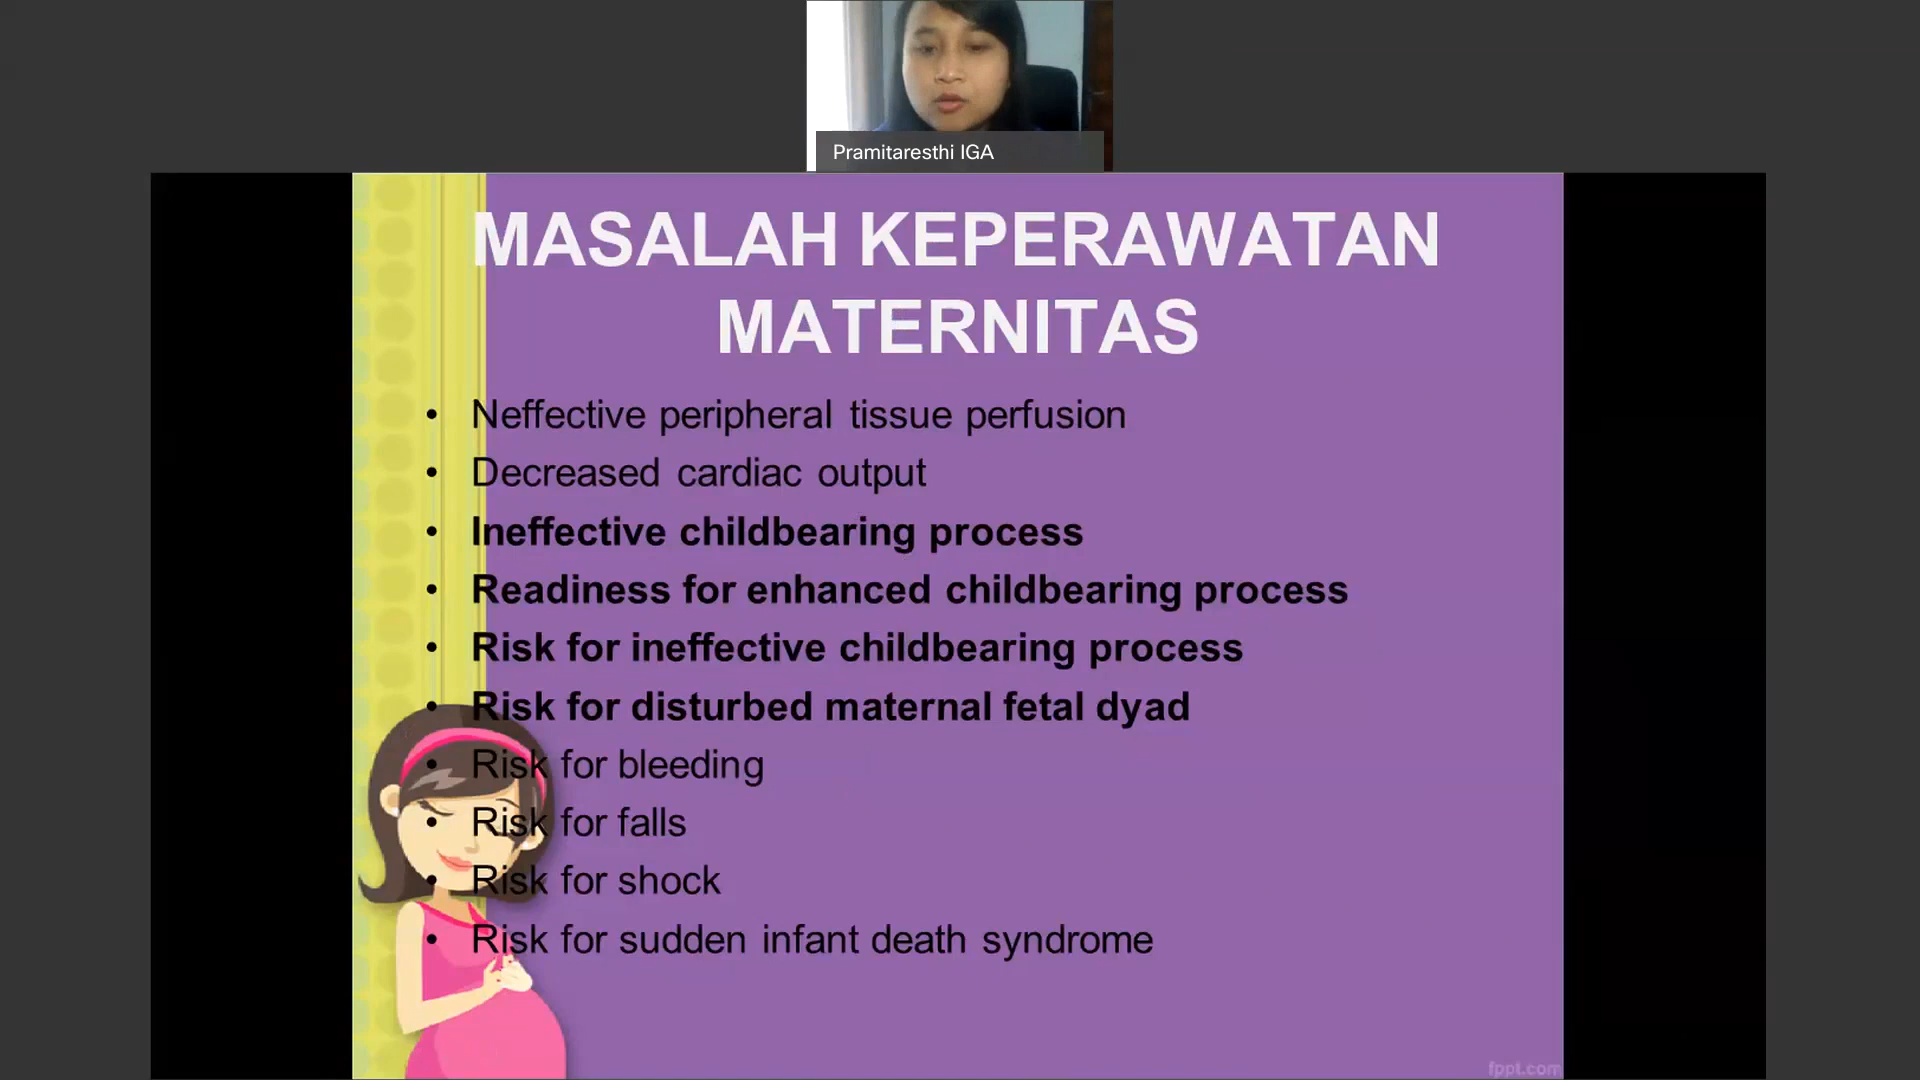 Pramitaresthi IGA
MASALAH KEPERAWATAN
MATERNITAS
• Neffective peripheral tissue perfusion
• Decreased cardiac output
• Ineffective childbearing process
• Readiness for enhanced childbearing process
• Risk for ineffective childbearing process
• Risk for disturbed maternal fetal dyad
• Risk for bleeding
• Risk for falls
• Risk for shock
• Risk for sudden infant death syndrome
fppt.com